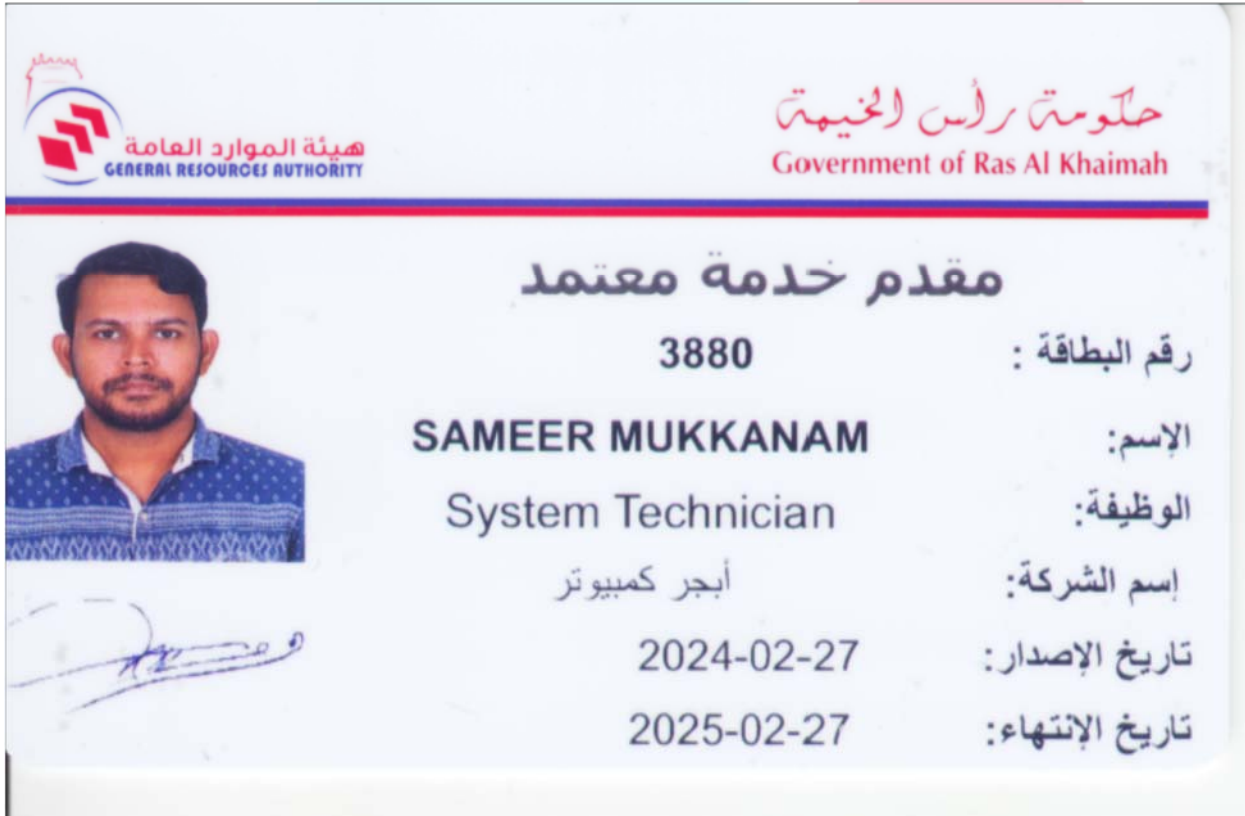 هيئة الموارد العامة
GENERAL RESOURCES AUTHORITY
حكومة رأس الخيمة
Government of Ras Al Khaimah
مقدم خدمة معتمد
رقم البطاقة : 3880
الإسم: SAMEER MUKKANAM
الوظيفة: System Technician
إسم الشركة: أبجر كمبيوتر
تاريخ الإصدار: 2024-02-27
تاريخ الإنتهاء: 2025-02-27